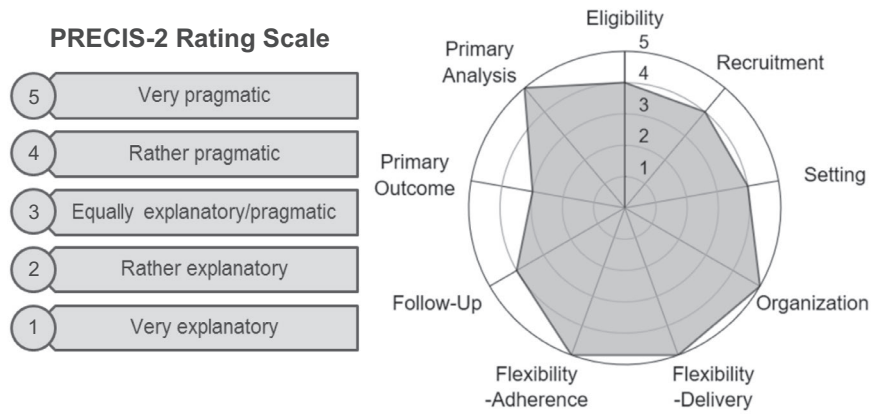 PRECIS-2 Rating Scale
5 Very pragmatic
4 Rather pragmatic
3 Equally explanatory/pragmatic
2 Rather explanatory
1 Very explanatory
Eligibility
5
4
3
2
1
Recruitment
Setting
Organization
Flexibility
-Delivery
Flexibility
-Adherence
Follow-Up
Primary
Outcome
Primary
Analysis